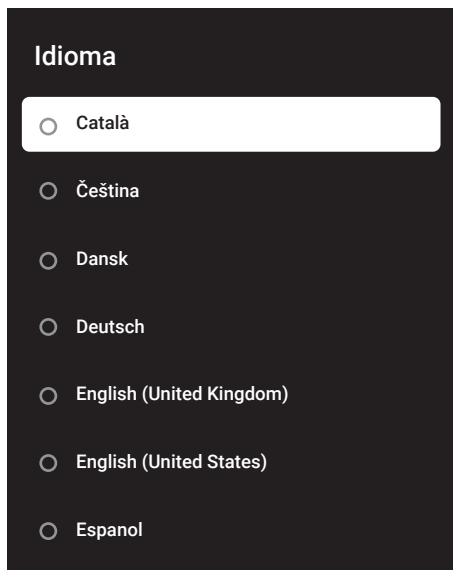 Idioma
Català
Čeština
Dansk
Deutsch
English (United Kingdom)
English (United States)
Espanol